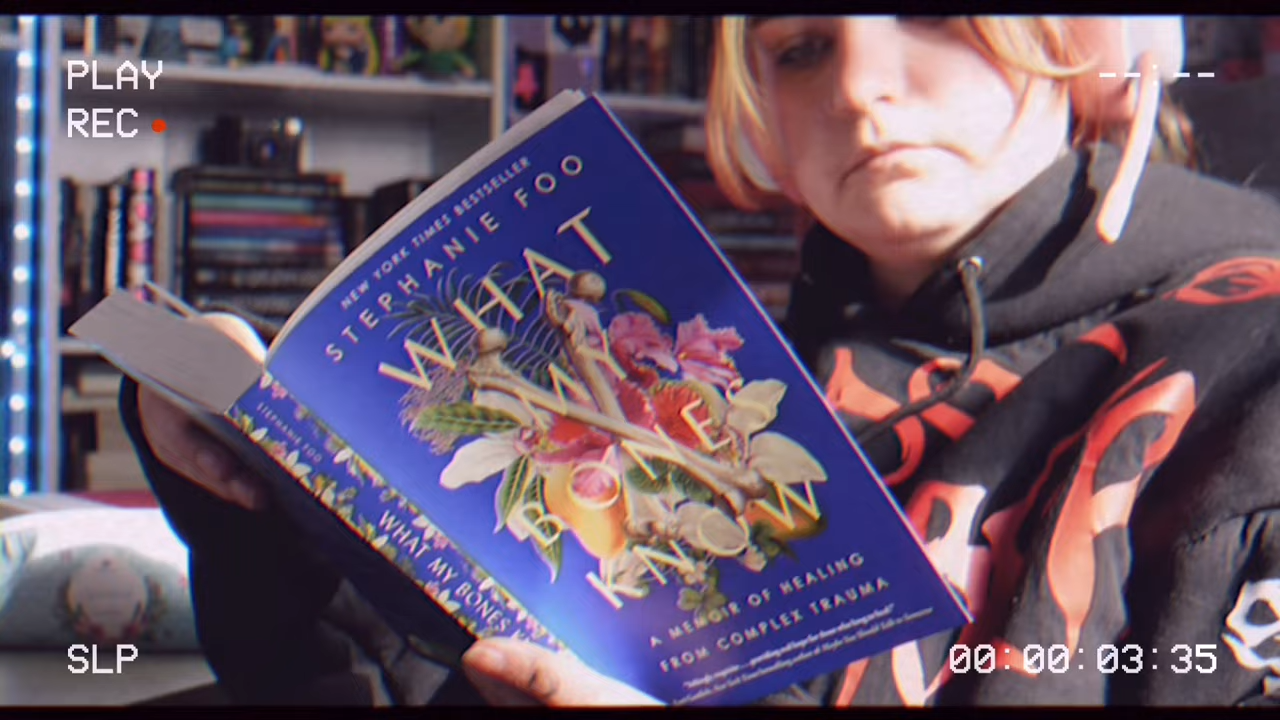 PLAY
REC
--:--
NEW YORK TIMES BESTSELLER
STEPHANIE FOO
WHAT
MY
BONES
KNOW
A MEMOIR OF HEALING
FROM COMPLEX TRAUMA
STEPHANIE FOO
WHAT MY BONES
SLP
00:00:03:35